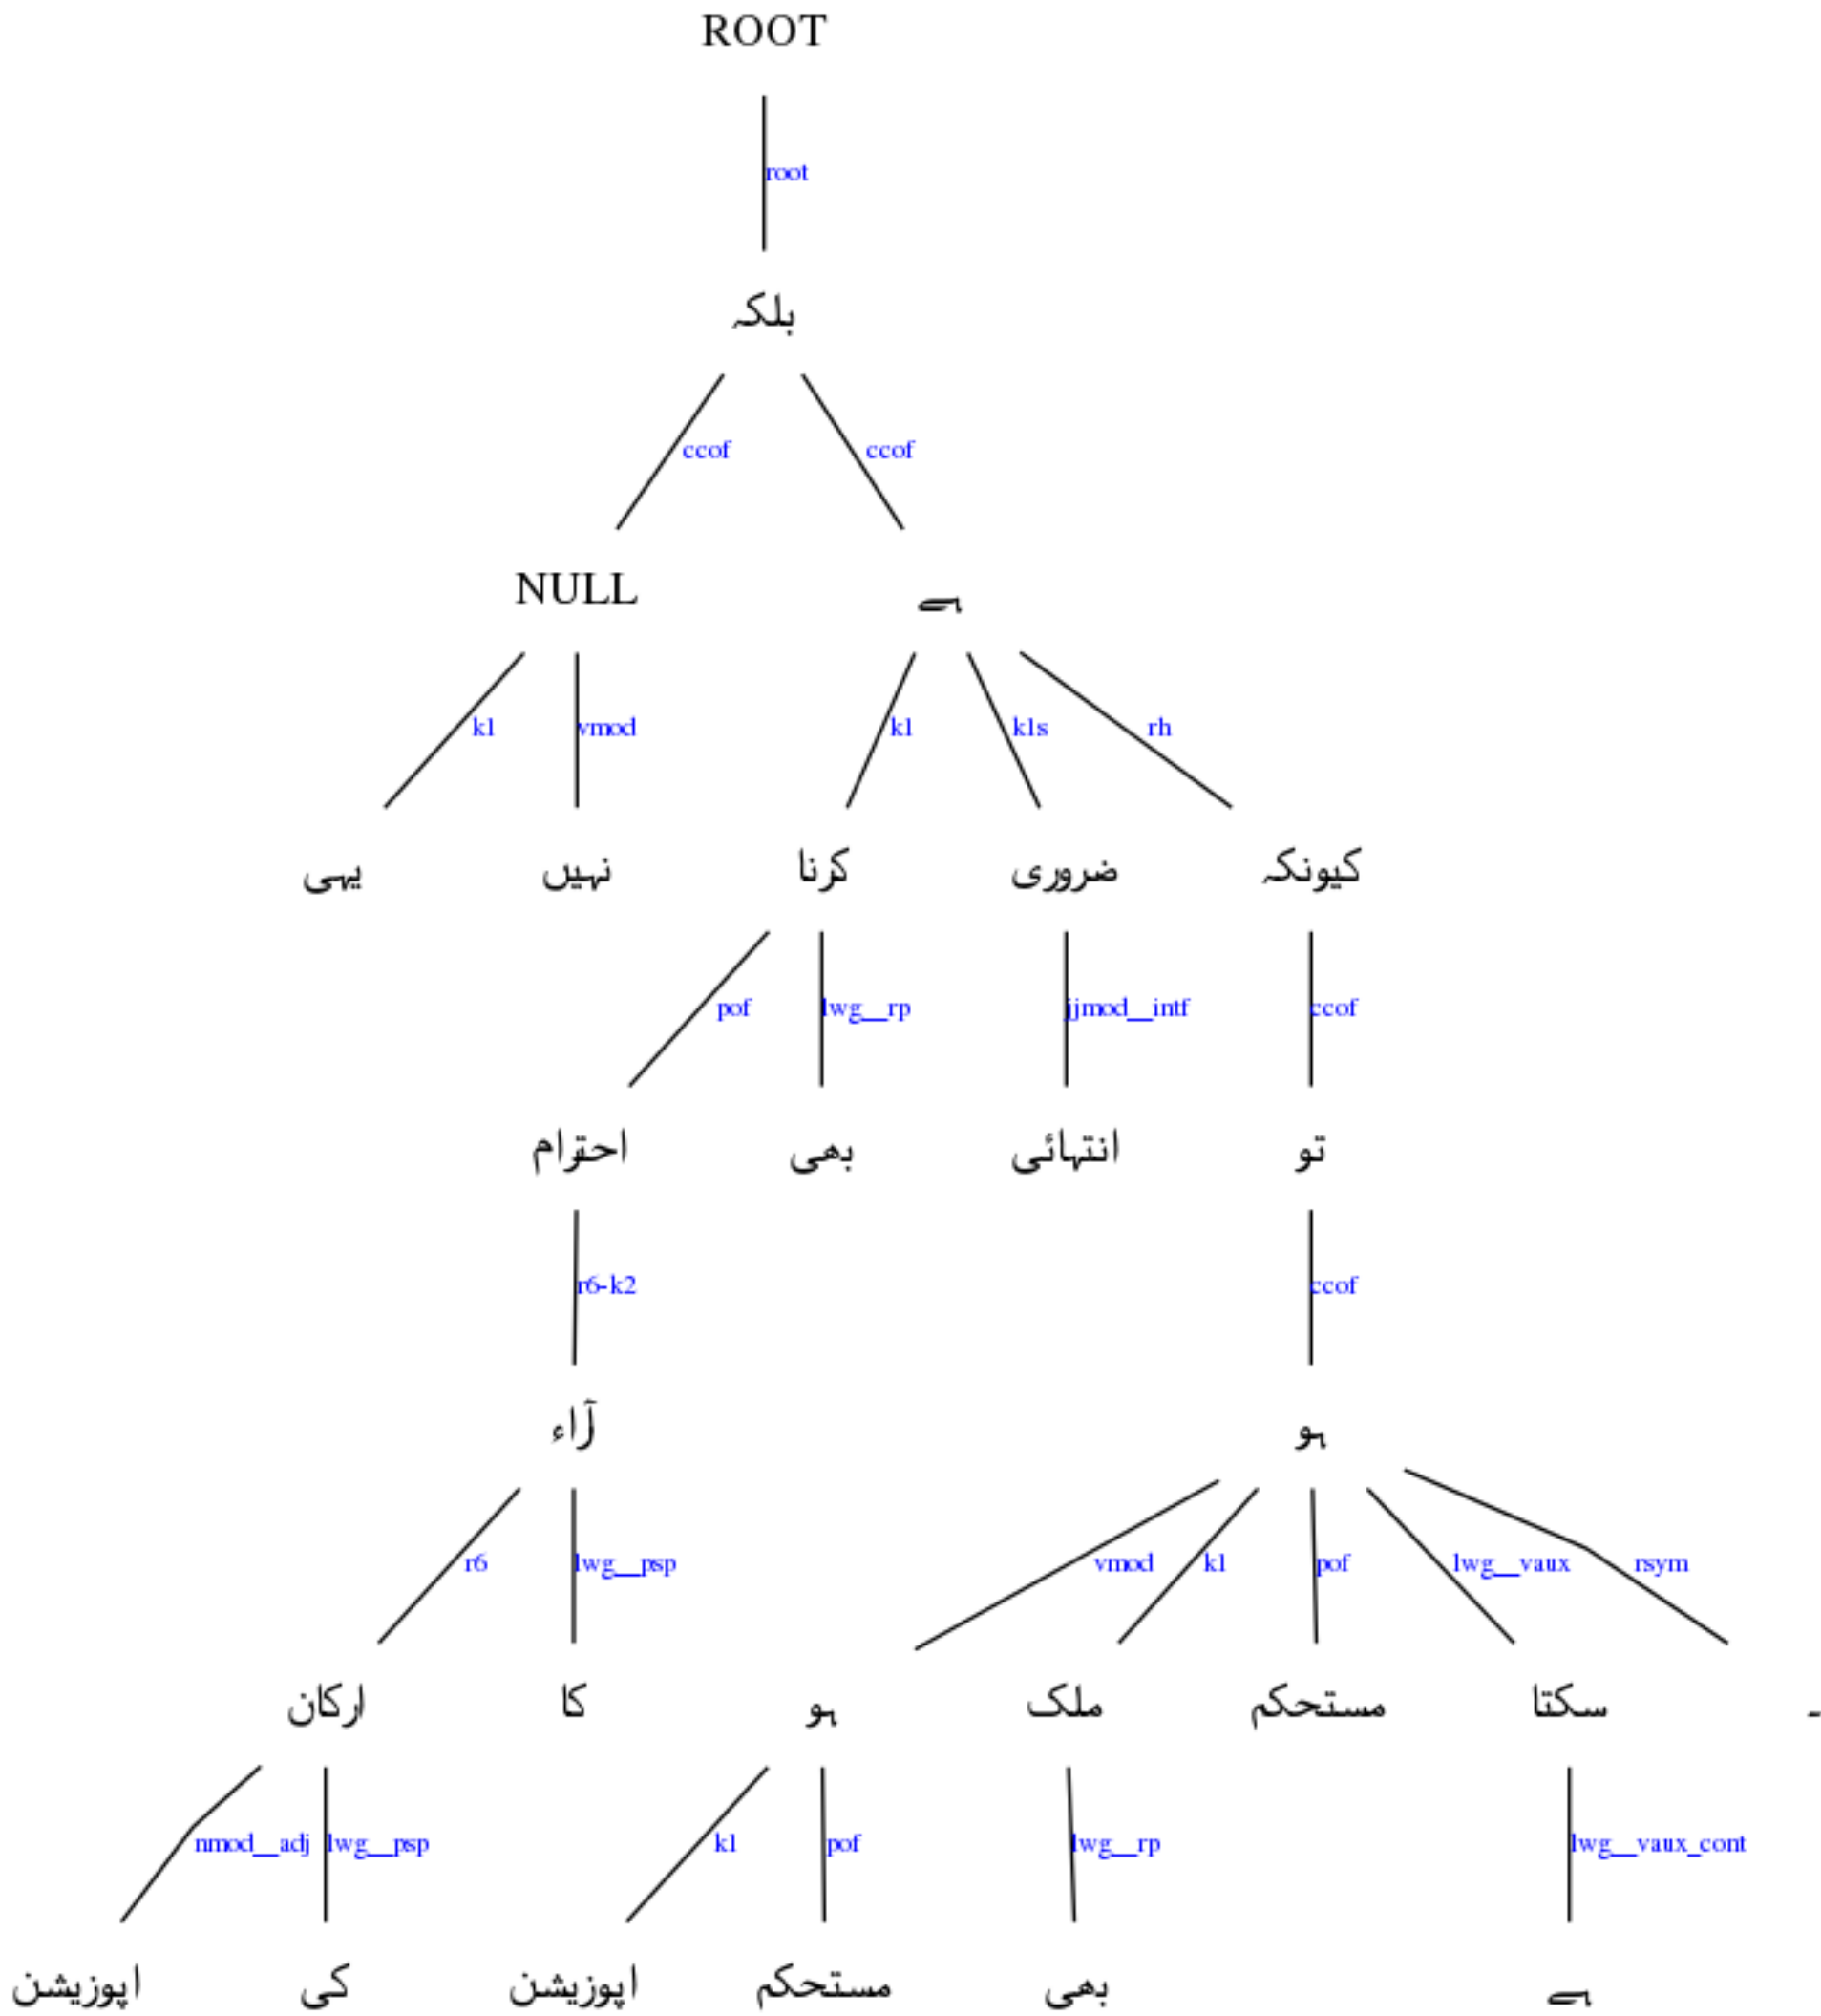 ROOT
root
بلکہ
ccof ccof
NULL ہے
k1 vmod k1 k1s rh
یہی نہیں کرنا ضروری کیونکہ
pof lwg__rp jjmod__intf ccof
احترام بھی انتہائی تو
r6-k2 ccof
آراء ہو
r6 lwg__psp vmod k1 pof lwg__vaux rsym
ارکان کا ہو ملک مستحکم سکتا ۔
nmod__adj lwg__psp k1 pof lwg__rp lwg__vaux_cont
اپوزیشن کی اپوزیشن مستحکم بھی ہے